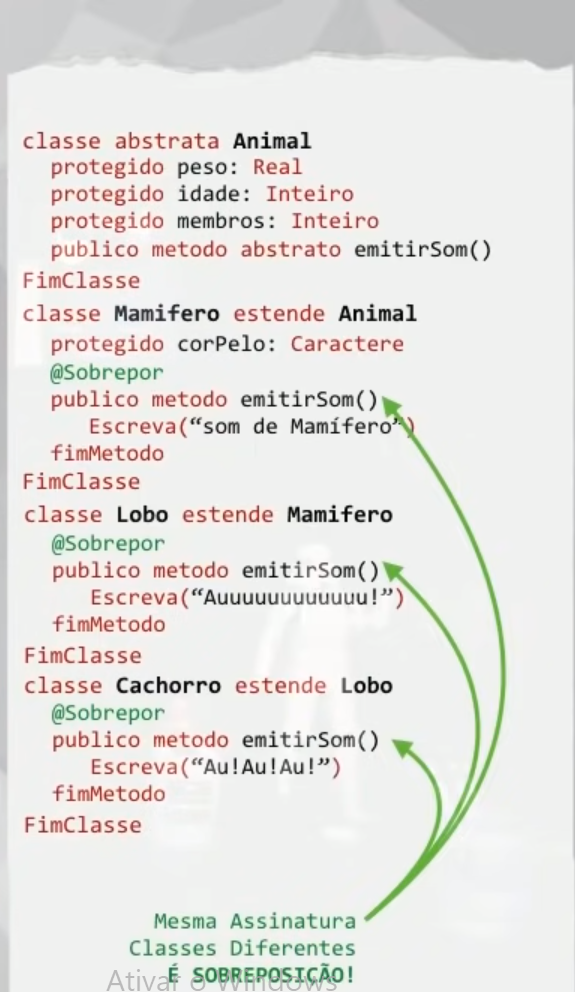 classe abstrata Animal
protegido peso: Real
protegido idade: Inteiro
protegido membros: Inteiro
publico metodo abstrato emitirSom()
FimClasse
classe Mamifero estende Animal
protegido corPelo: Caractere
@Sobrepor
publico metodo emitirSom()
Escreva(“som de Mamífero”)
fimMetodo
FimClasse
classe Lobo estende Mamifero
@Sobrepor
publico metodo emitirSom()
Escreva(“Auuuuuuuuuuuu!”)
fimMetodo
FimClasse
classe Cachorro estende Lobo
@Sobrepor
publico metodo emitirSom()
Escreva(“Au!Au!Au!”)
fimMetodo
FimClasse
Mesma Assinatura
Classes Diferentes
É SOBREPOSIÇÃO!
Ativar o Windows